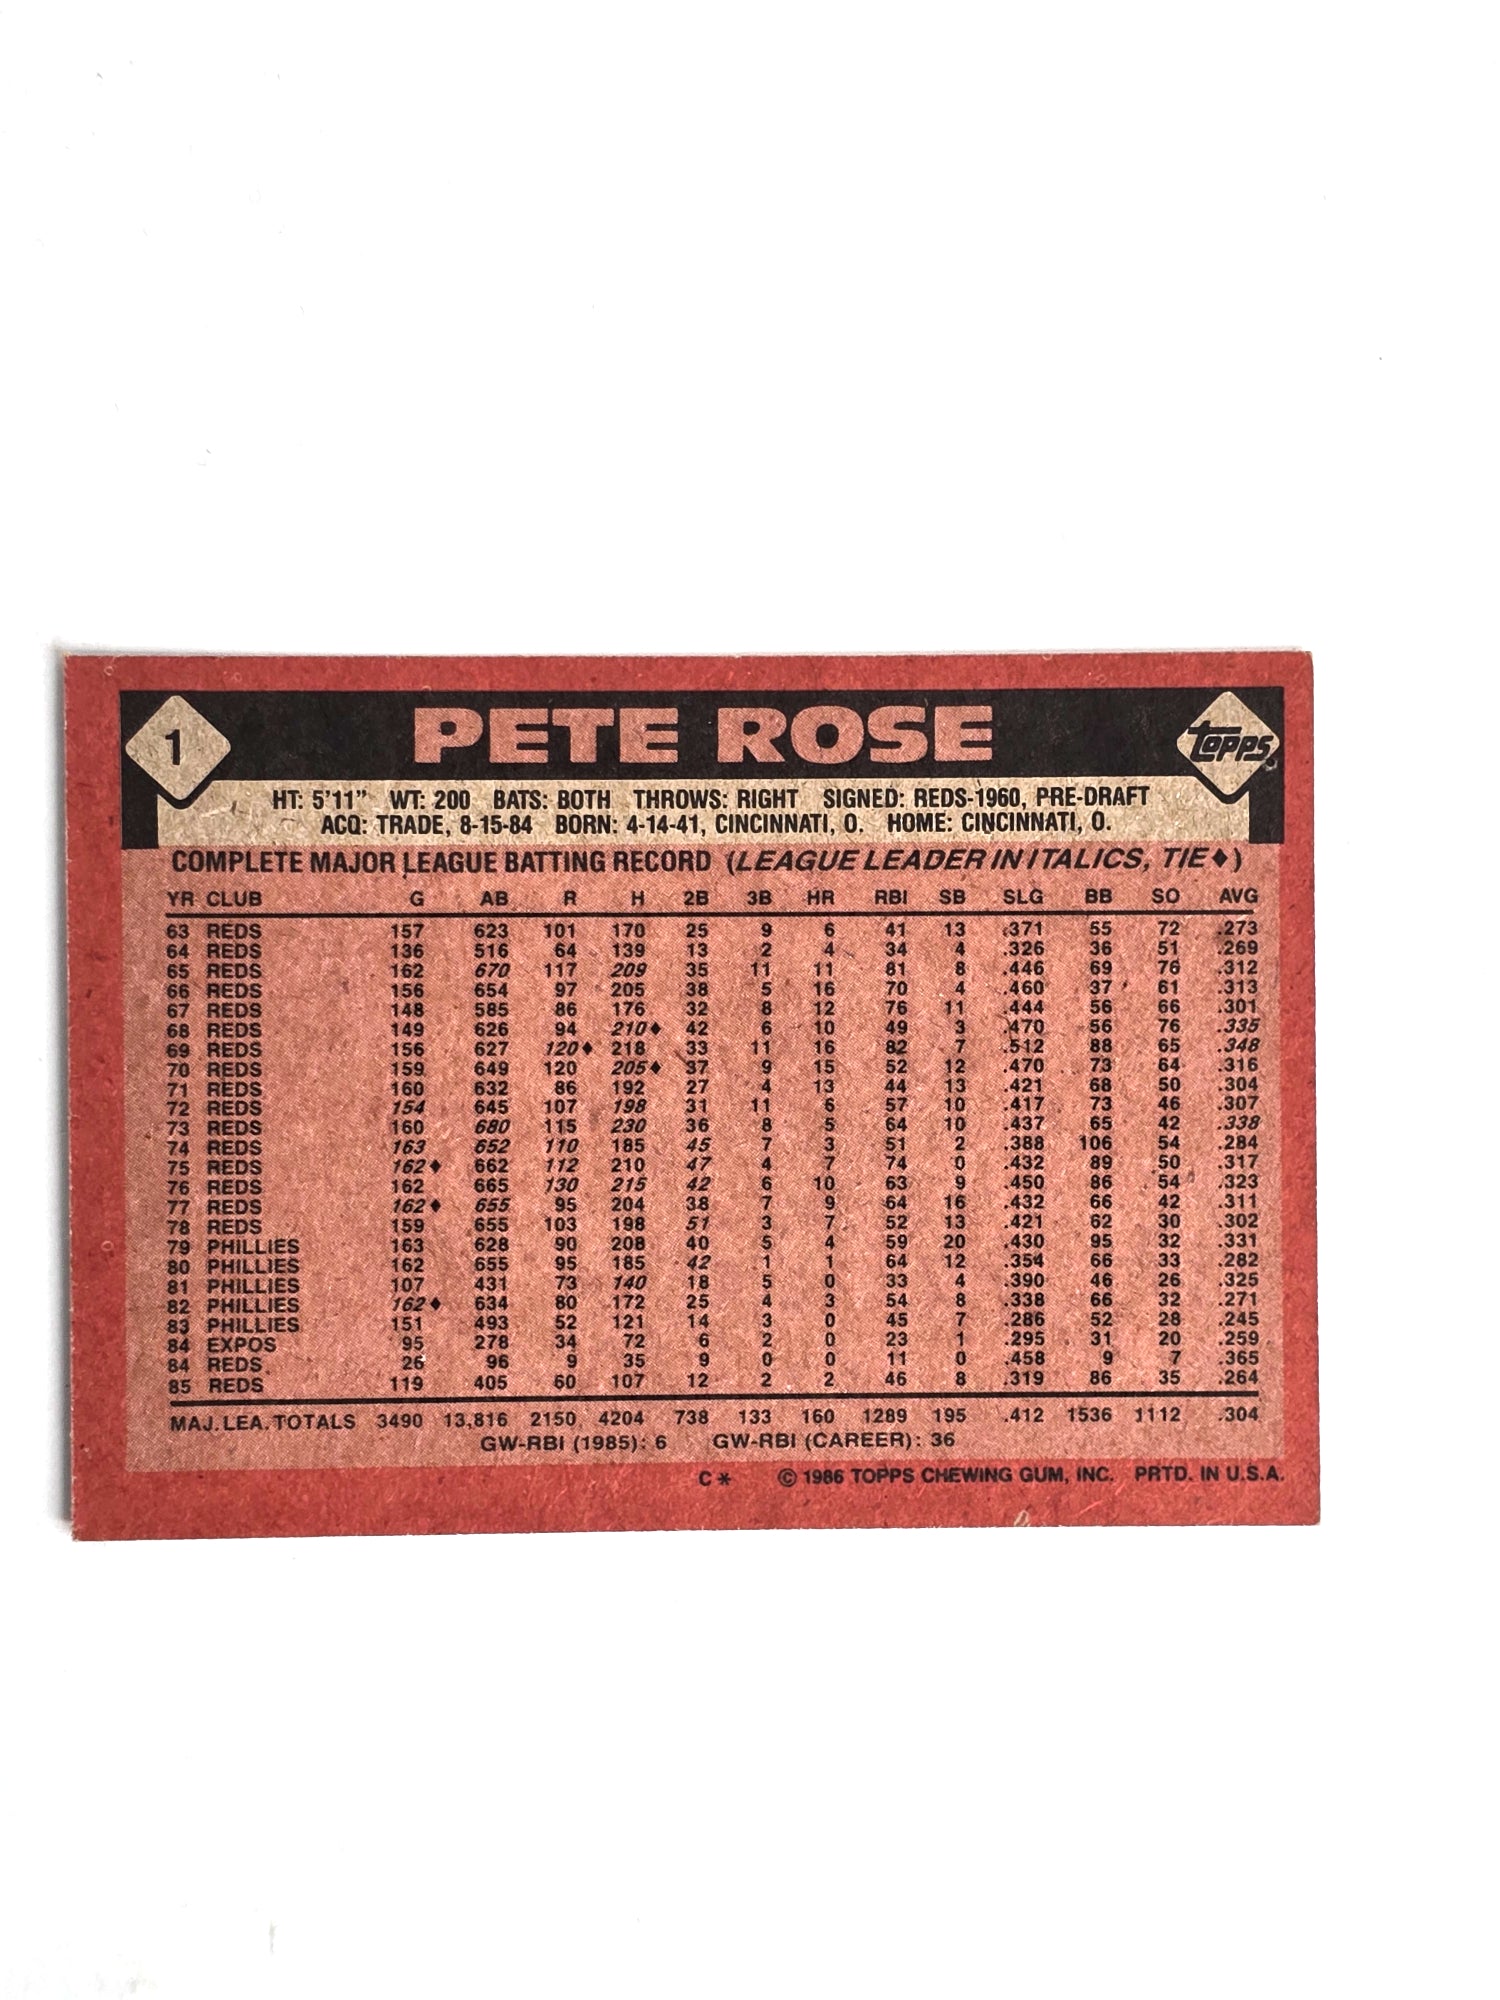 1 PETE ROSE topps
HT: 5'11" WT: 200 BATS: BOTH THROWS: RIGHT SIGNED: REDS-1960, PRE-DRAFT
ACQ: TRADE, 8-15-84 BORN: 4-14-41, CINCINNATI, O. HOME: CINCINNATI, O.
COMPLETE MAJOR LEAGUE BATTING RECORD (LEAGUE LEADER IN ITALICS, TIE♦)
YR CLUB G AB R H 2B 3B HR RBI SB SLG BB SO AVG
63 REDS 157 623 101 170 25 9 6 41 13 .371 55 72 .273
64 REDS 136 516 64 139 13 2 4 34 4 .326 36 51 .269
65 REDS 162 670 117 209 35 11 11 81 8 .446 69 76 .312
66 REDS 156 654 97 205 38 5 16 70 4 .460 37 61 .313
67 REDS 148 585 86 176 32 8 12 76 11 .444 56 66 .301
68 REDS 149 626 94 210♦ 42 6 10 49 3 .470 56 76 .335
69 REDS 156 627 120♦ 218 33 11 16 82 7 .512 88 65 .348
70 REDS 159 649 120 205♦ 37 9 15 52 12 .470 73 64 .316
71 REDS 160 632 86 192 27 4 13 44 13 .421 68 50 .304
72 REDS 154 645 107 198 31 11 6 57 10 .417 73 46 .307
73 REDS 160 680 115 230 36 8 5 64 10 .437 65 42 .338
74 REDS 163 652 110 185 45 7 3 51 2 .388 106 54 .284
75 REDS 162♦ 662 112 210 47 4 7 74 0 .432 89 50 .317
76 REDS 162 665 130 215 42 6 10 63 9 .450 86 54 .323
77 REDS 162♦ 655 95 204 38 7 9 64 16 .432 66 42 .311
78 REDS 159 655 103 198 51 3 7 52 13 .421 62 30 .302
79 PHILLIES 163 628 90 208 40 5 4 59 20 .430 95 32 .331
80 PHILLIES 162 655 95 185 42 1 1 64 12 .354 66 33 .282
81 PHILLIES 107 431 73 140 18 5 0 33 4 .390 46 26 .325
82 PHILLIES 162♦ 634 80 172 25 4 3 54 8 .338 66 32 .271
83 PHILLIES 151 493 52 121 14 3 0 45 7 .286 52 28 .245
84 EXPOS 95 278 34 72 6 2 0 23 1 .295 31 20 .259
84 REDS 26 96 9 35 9 0 0 11 0 .458 9 7 .365
85 REDS 119 405 60 107 12 2 2 46 8 .319 86 35 .264
MAJ. LEA. TOTALS 3490 13,816 2150 4204 738 133 160 1289 195 .412 1536 1112 .304
GW-RBI (1985): 6 GW-RBI (CAREER): 36
C* © 1986 TOPPS CHEWING GUM, INC. PRTD. IN U.S.A.